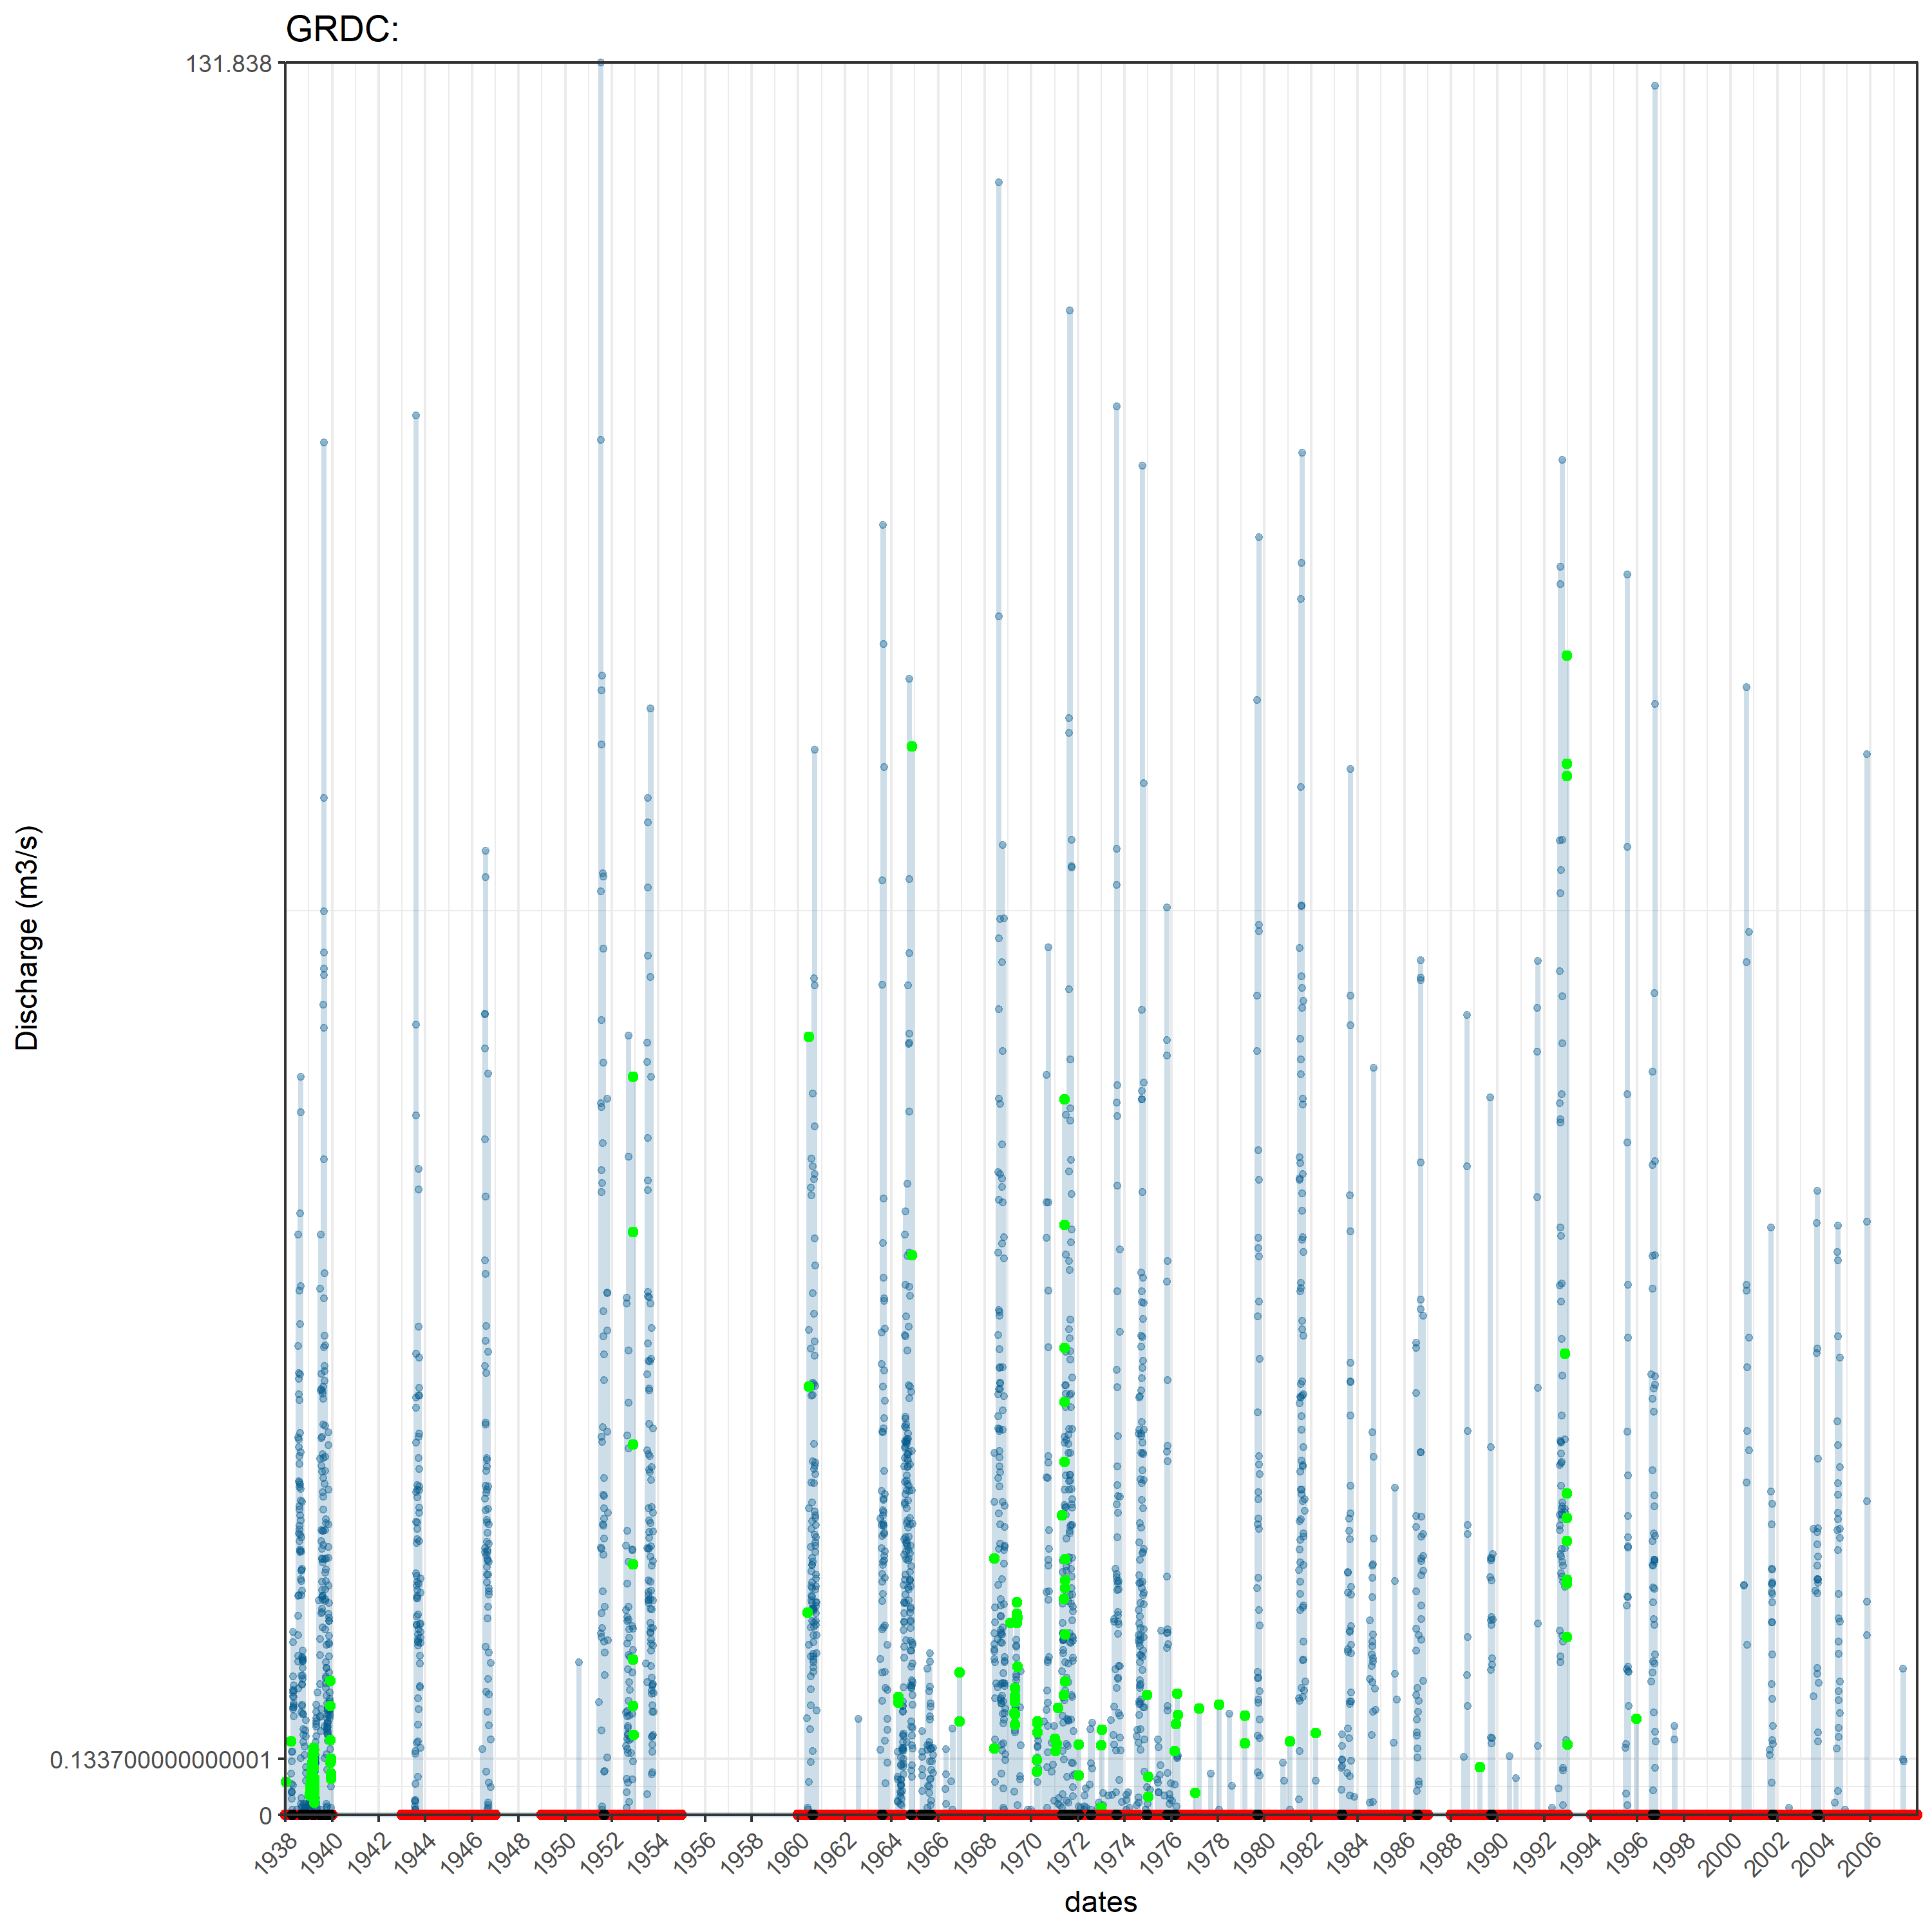 GRDC:
131.838
Discharge (m3/s)
0.133700000000001
0
1938 1940 1942 1944 1946 1948 1950 1952 1954 1956 1958 1960 1962 1964 1966 1968 1970 1972 1974 1976 1978 1980 1982 1984 1986 1988 1990 1992 1994 1996 1998 2000 2002 2004 2006
dates